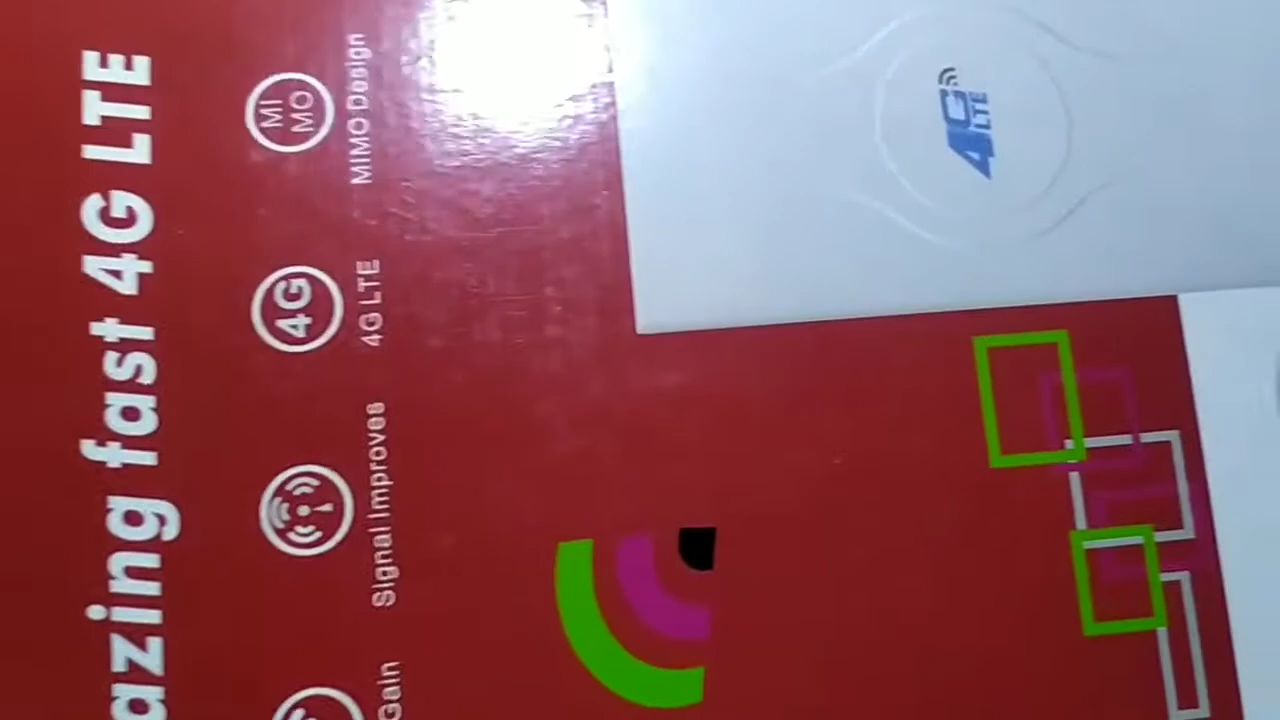 azing fast 4G LTE
Gain
Signal Improves
4G
4G LTE
MI
MO
MIMO Design
4G
LTE